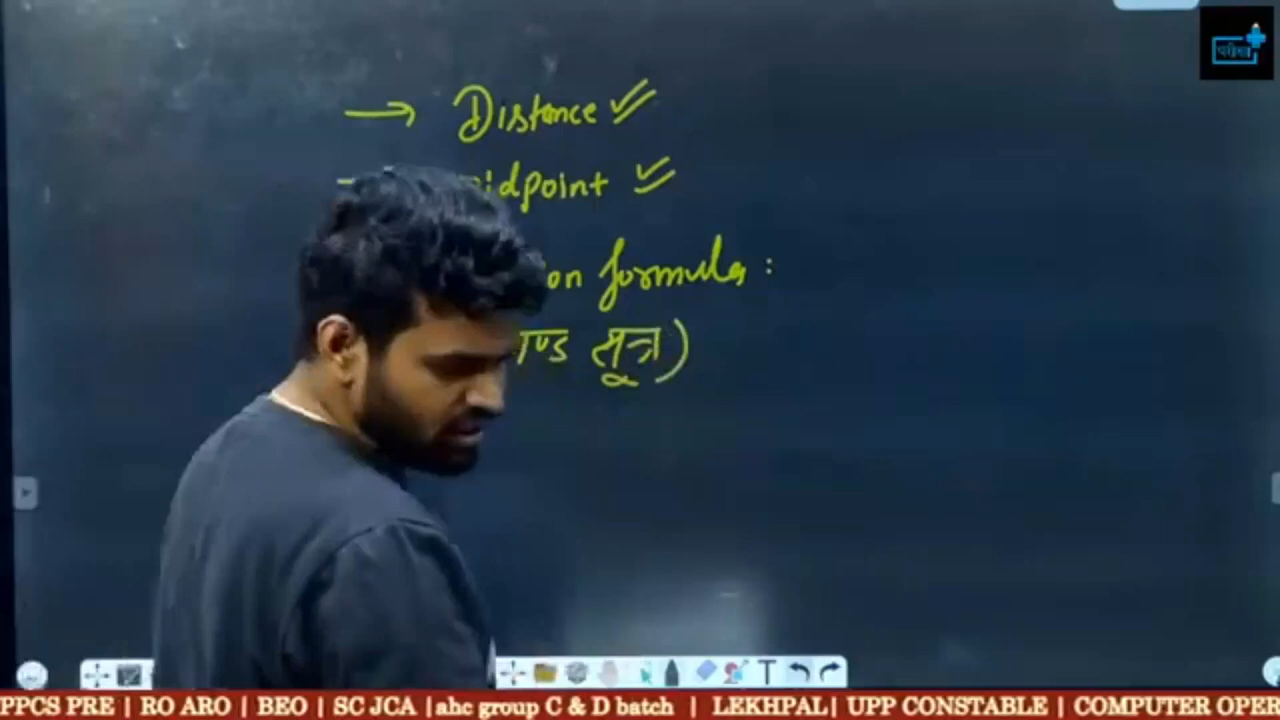 परीक्षा
→ Distance
idpoint
on formula :
ण्ड सूत्र)
T
PPCS PRE | RO ARO | BEO | SC JCA |ahc group C & D batch | LEKHPAL| UPP CONSTABLE | COMPUTER OPER